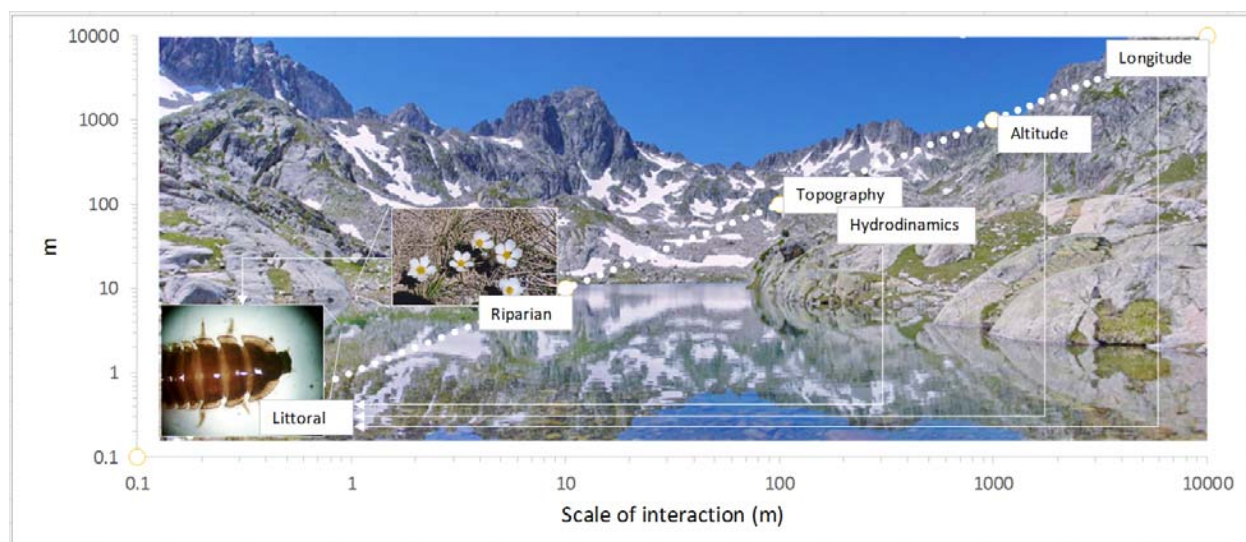 10000
1000
100
10
1
0.1
m
Longitude
Altitude
Topography
Hydrodinamics
Riparian
Littoral
0.1 1 10 100 1000 10000
Scale of interaction (m)